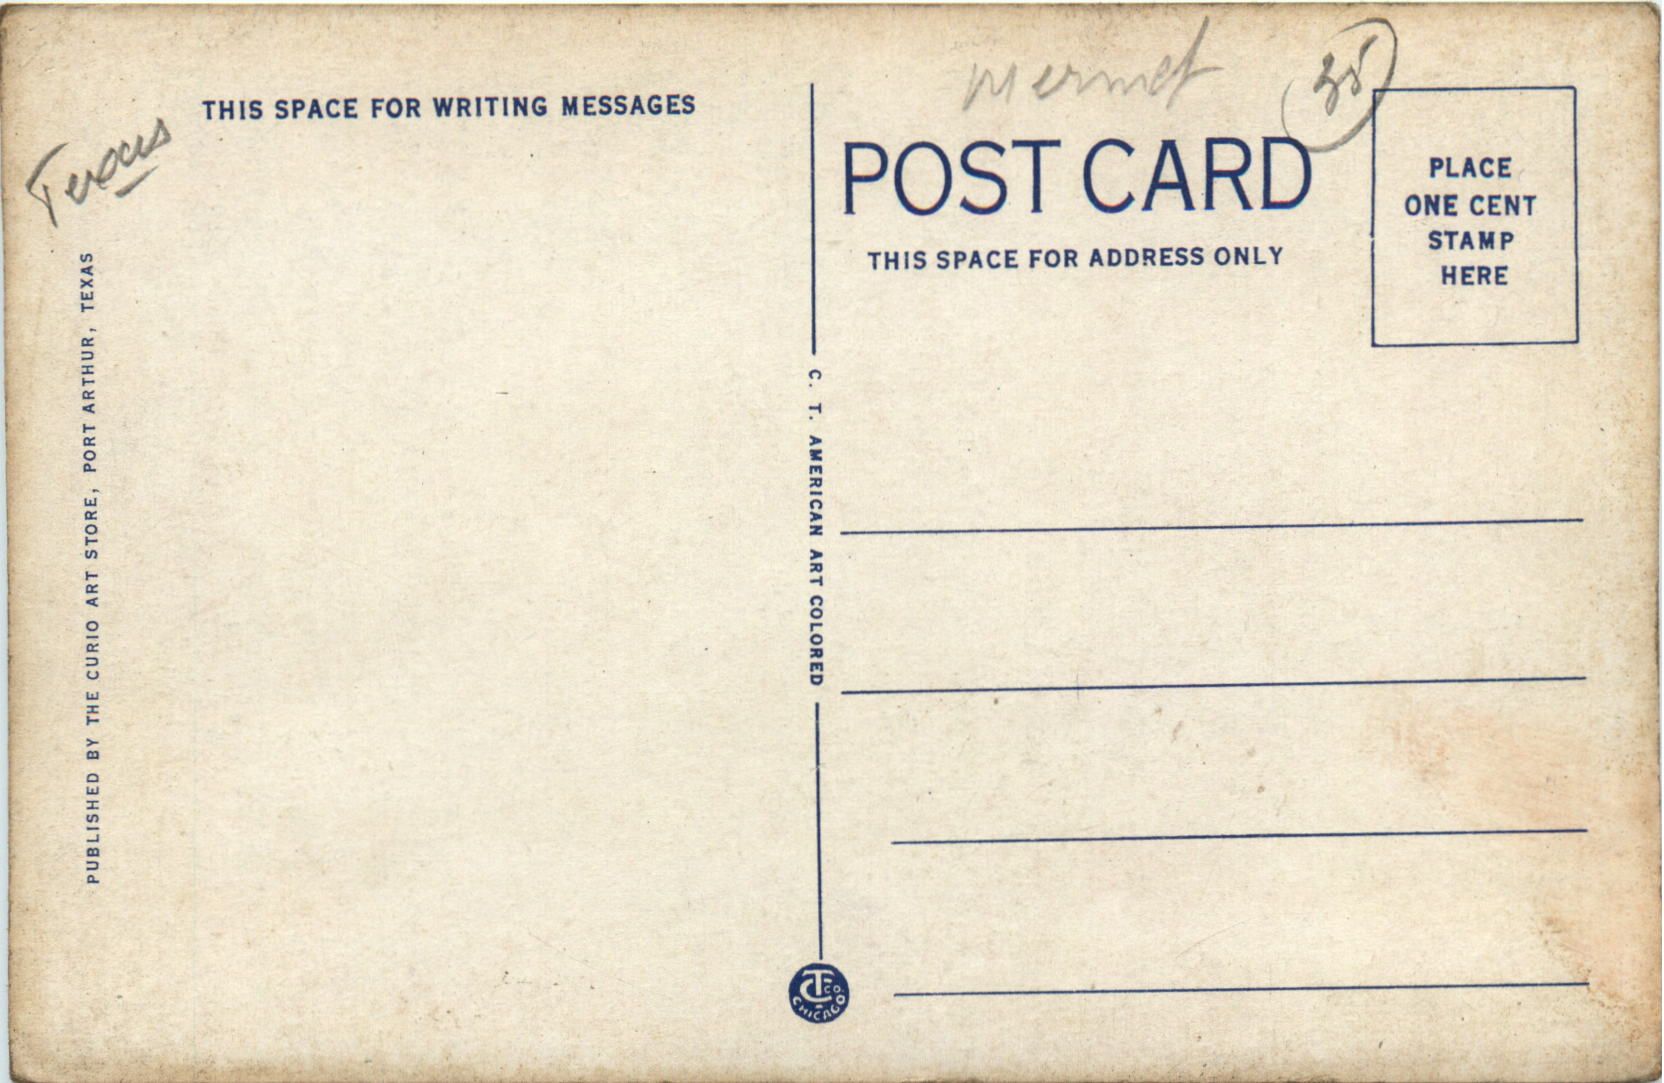 THIS SPACE FOR WRITING MESSAGES
Texas
PUBLISHED BY THE CURIO ART STORE, PORT ARTHUR, TEXAS
C. T. AMERICAN ART COLORED
POST CARD
THIS SPACE FOR ADDRESS ONLY
PLACE
ONE CENT
STAMP
HERE
CT CO.
CHICAGO